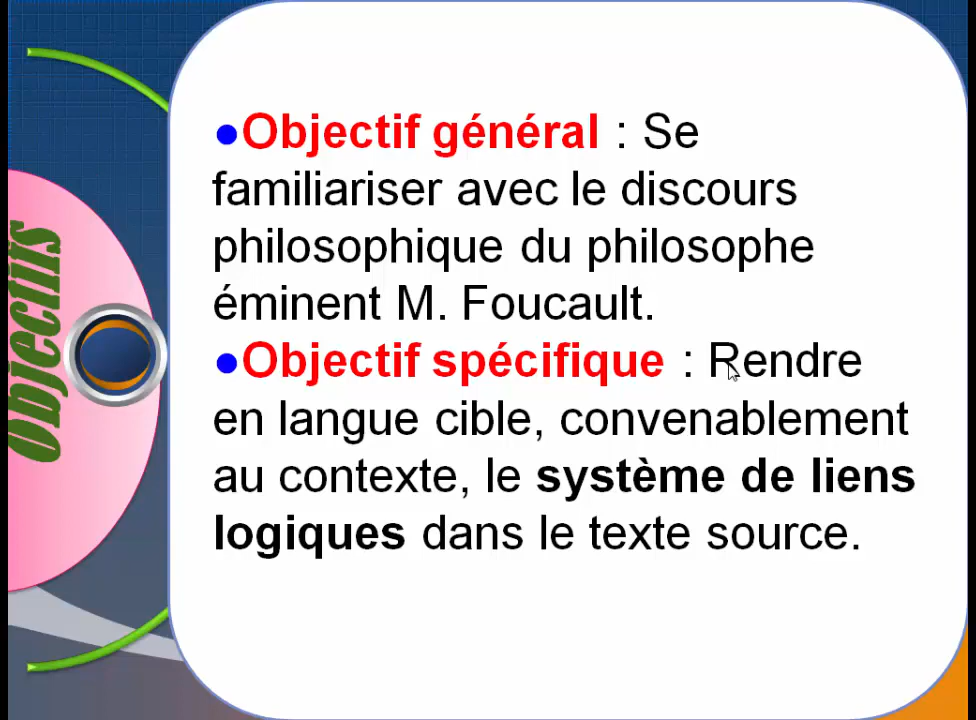 Objectifs
●Objectif général : Se
familiariser avec le discours
philosophique du philosophe
éminent M. Foucault.
●Objectif spécifique : Rendre
en langue cible, convenablement
au contexte, le système de liens
logiques dans le texte source.